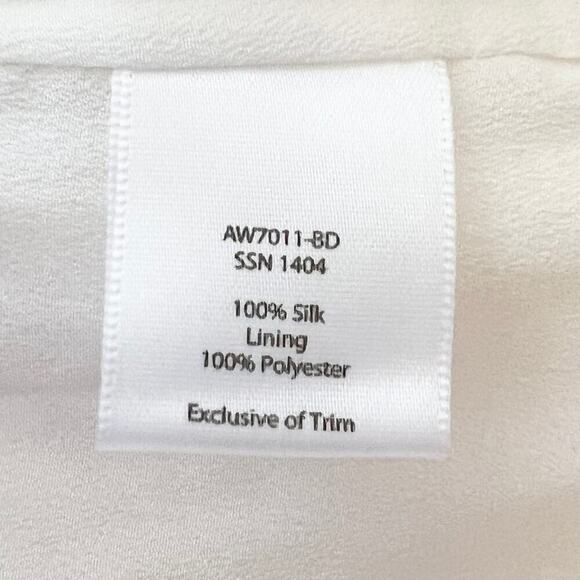 AW7011-BD
SSN 1404
100% Silk
Lining
100% Polyester
Exclusive of Trim